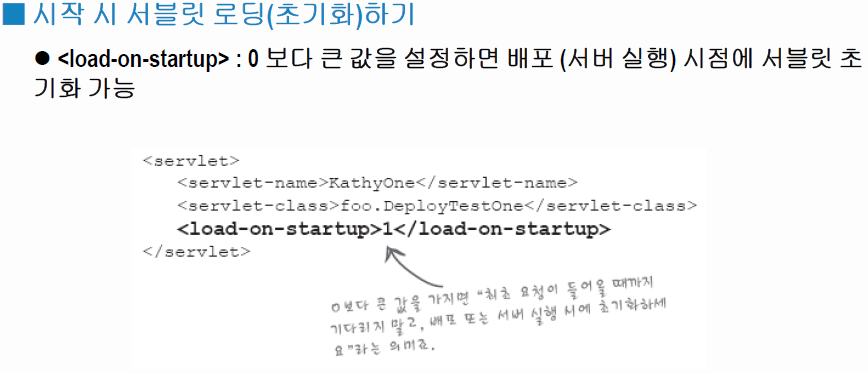 ■ 시작 시 서블릿 로딩(초기화)하기
● <load-on-startup> : 0 보다 큰 값을 설정하면 배포 (서버 실행) 시점에 서블릿 초
기화 가능
<servlet>
<servlet-name>KathyOne</servlet-name>
<servlet-class>foo.DeployTestOne</servlet-class>
<load-on-startup>1</load-on-startup>
</servlet>
0보다 큰 값을 가지면 “최초 요청이 들어올 때까지
기다리지 말고, 배포 또는 서버 실행 시에 초기화하세
요”라는 의미죠.